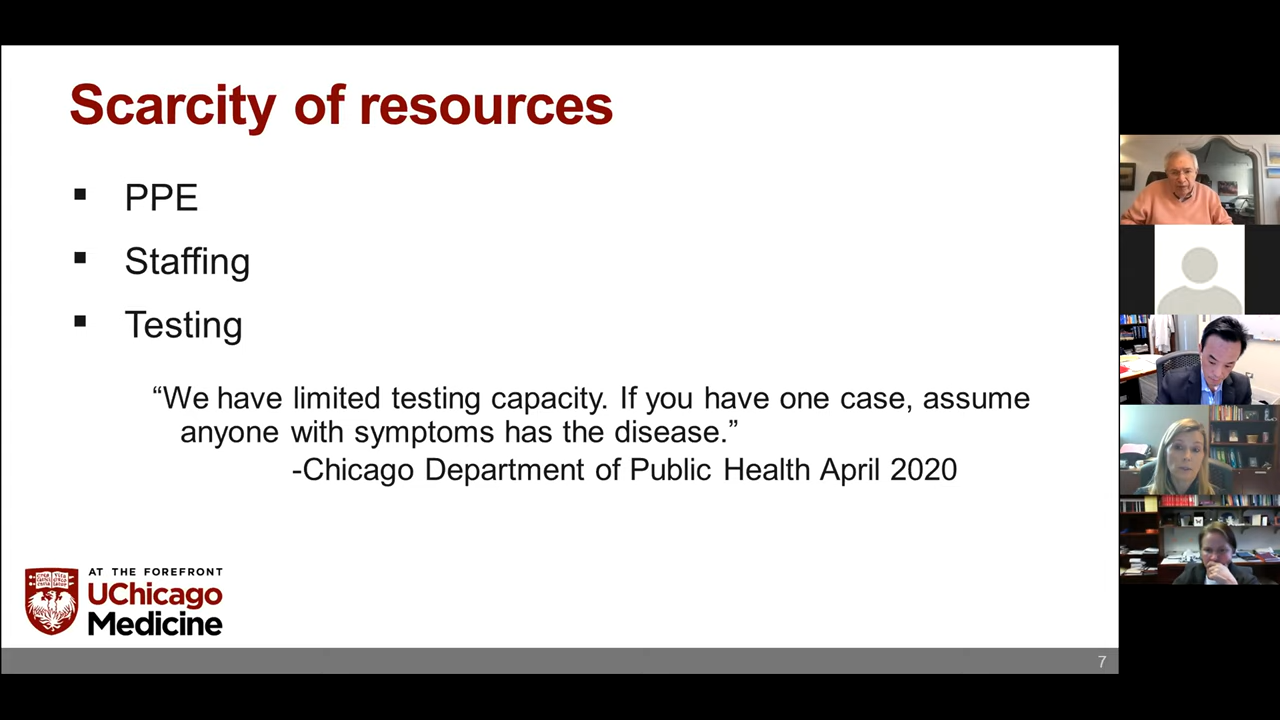 Scarcity of resources
▪ PPE
▪ Staffing
▪ Testing
“We have limited testing capacity. If you have one case, assume
anyone with symptoms has the disease.”
-Chicago Department of Public Health April 2020
AT THE FOREFRONT
UChicago
Medicine
7